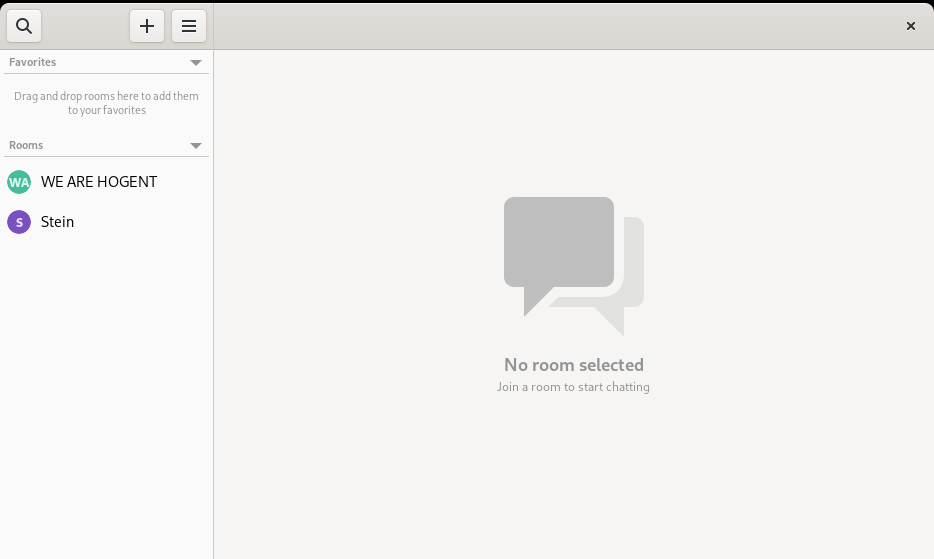 Favorites
Drag and drop rooms here to add them
to your favorites
Rooms
WA WE ARE HOGENT
S Stein
No room selected
Join a room to start chatting